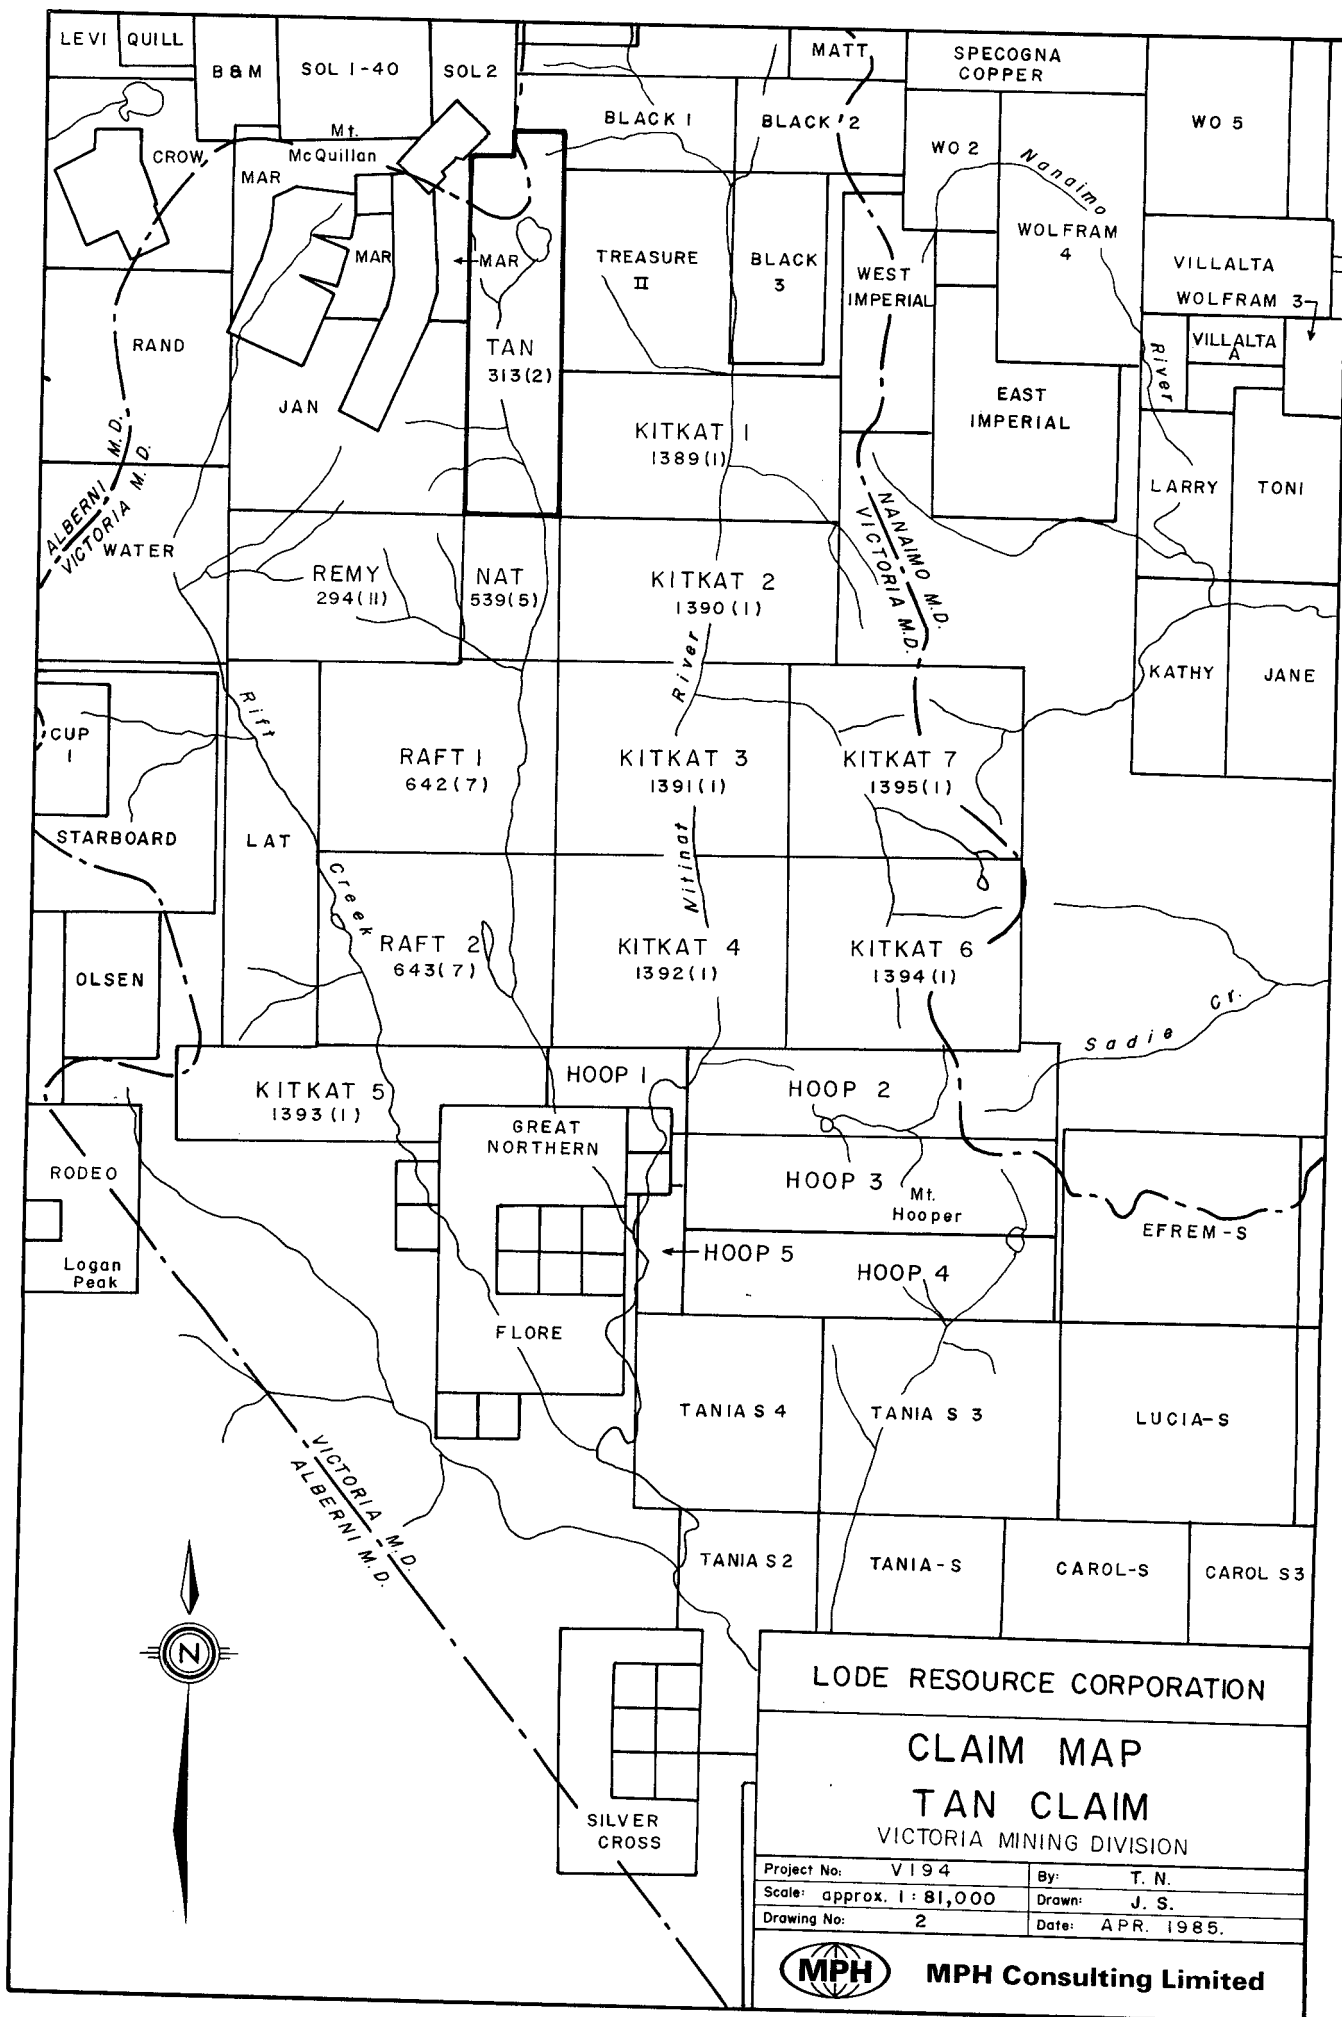 LEVI
QUILL
B & M
SOL 1-40
SOL 2
MATT
SPECOGNA
COPPER
WO 5
BLACK 1
BLACK 2
WO 2
Nanaimo
River
CROW
Mt.
McQuillan
MAR
MAR
MAR
TREASURE
II
BLACK
3
WEST
IMPERIAL
WOLFRAM
4
VILLALTA
WOLFRAM 3
VILLALTA
A
RAND
TAN
313(2)
JAN
KITKAT 1
1389(1)
EAST
IMPERIAL
LARRY
TONI
ALBERNI M.D.
VICTORIA M.D.
WATER
REMY
294(11)
NAT
539(5)
KITKAT 2
1390(1)
NANAIMO M.D.
VICTORIA M.D.
KATHY
JANE
CUP
1
Rift
Creek
River
Nitinat
RAFT 1
642(7)
KITKAT 3
1391(1)
KITKAT 7
1395(1)
STARBOARD
LAT
OLSEN
RAFT 2
643(7)
KITKAT 4
1392(1)
KITKAT 6
1394(1)
Sadie Cr.
KITKAT 5
1393(1)
HOOP 1
HOOP 2
GREAT
NORTHERN
RODEO
HOOP 3
Mt.
Hooper
EFREM-S
Logan
Peak
HOOP 5
HOOP 4
FLORE
TANIA S 4
TANIA S 3
LUCIA-S
VICTORIA M.D.
ALBERNI M.D.
TANIA S2
TANIA-S
CAROL-S
CAROL S3
N
SILVER
CROSS
LODE RESOURCE CORPORATION
CLAIM MAP
TAN CLAIM
VICTORIA MINING DIVISION
Project No: V194
By: T. N.
Scale: approx. 1:81,000
Drawn: J. S.
Drawing No: 2
Date: APR. 1985.
MPH
MPH Consulting Limited